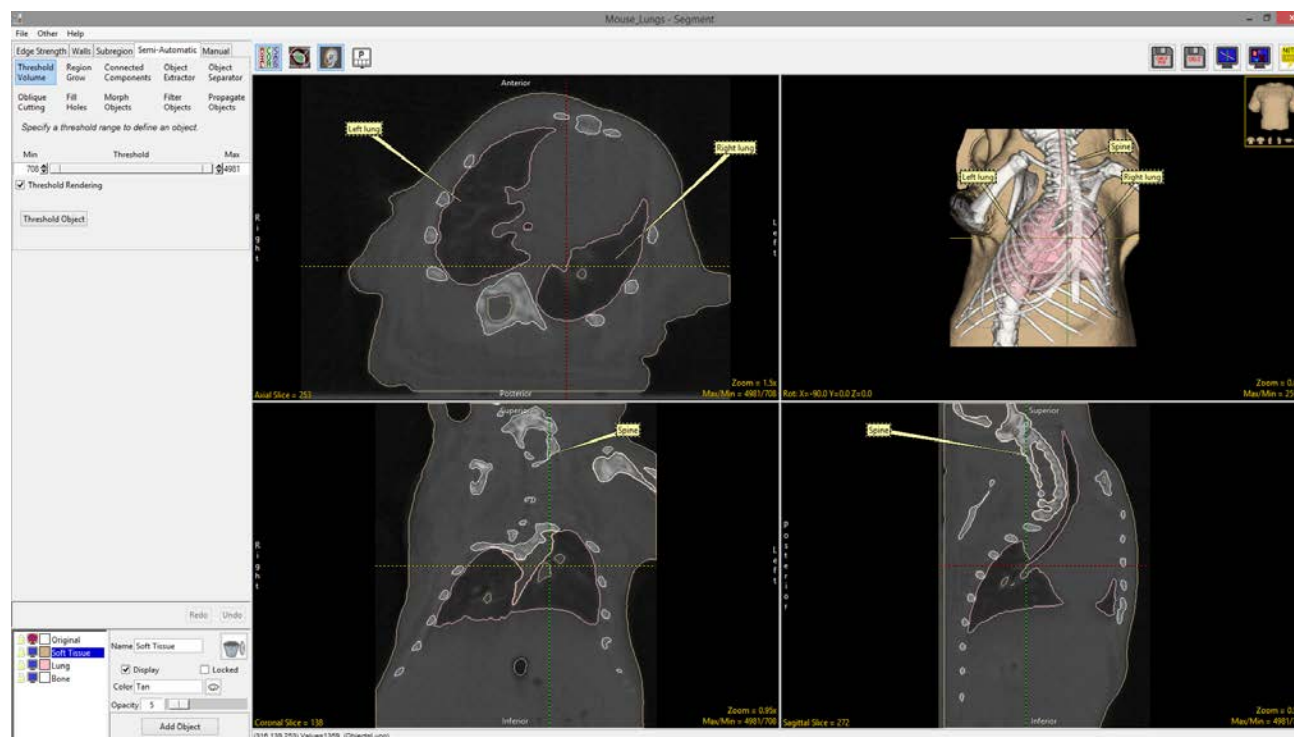 Mouse_Lungs - Segment
File Other Help
Edge Strength Walls Subregion Semi-Automatic Manual
Threshold Volume
Region Grow
Connected Components
Object Extractor
Object Separator
Oblique Cutting
Fill Holes
Morph Objects
Filter Objects
Propagate Objects
Specify a threshold range to define an object.
Min Threshold Max
708 4981
Threshold Rendering
Threshold Object
P
Anterior
Left lung
Right lung
Right
Left
Axial Slice = 253
Posterior
Zoom = 1.5x
Max/Min = 4981/708
Spine
Left lung
Right lung
Rot: X=-90.0 Y=0.0 Z=0.0
Superior
Spine
Right
Left
Coronal Slice = 138
Inferior
Zoom = 0.95x
Max/Min = 4981/708
Superior
Spine
Posterior
Sagittal Slice = 272
Inferior
Redo Undo
Original
Soft Tissue
Lung
Bone
Name Soft Tissue
Display Locked
Color Tan
Opacity 5
Add Object